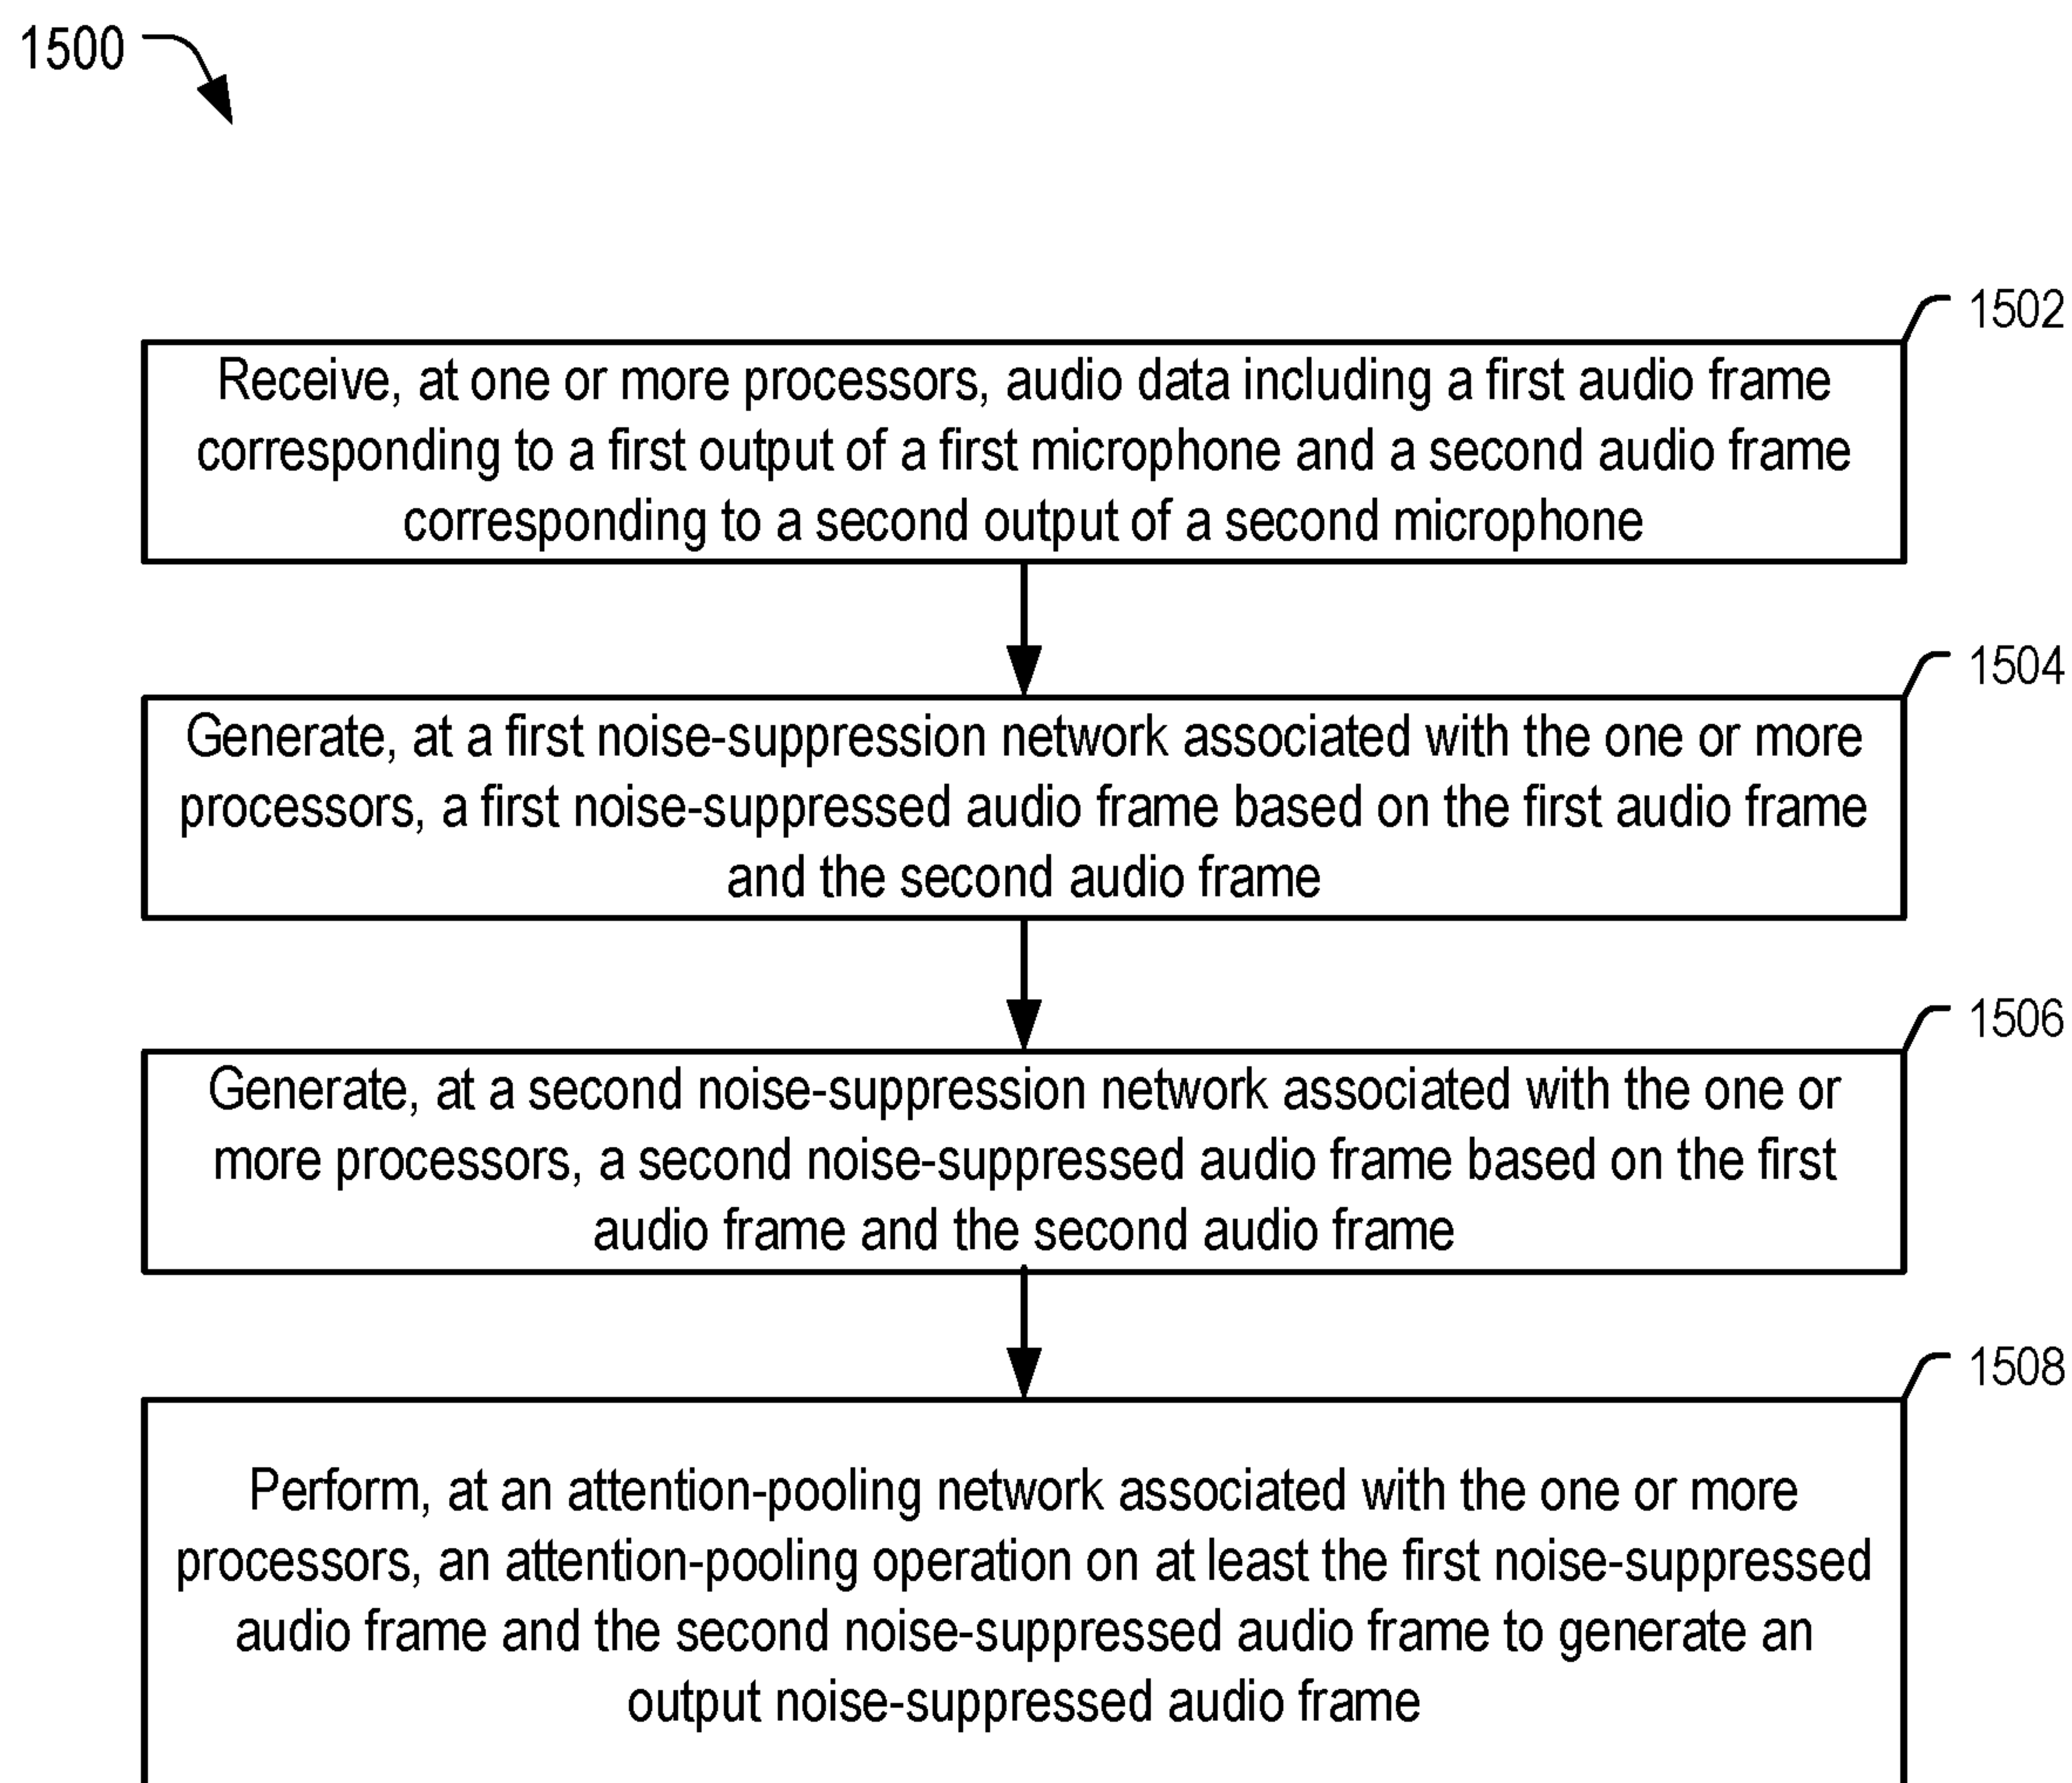 1500
1502
Receive, at one or more processors, audio data including a first audio frame
corresponding to a first output of a first microphone and a second audio frame
corresponding to a second output of a second microphone
1504
Generate, at a first noise-suppression network associated with the one or more
processors, a first noise-suppressed audio frame based on the first audio frame
and the second audio frame
1506
Generate, at a second noise-suppression network associated with the one or
more processors, a second noise-suppressed audio frame based on the first
audio frame and the second audio frame
1508
Perform, at an attention-pooling network associated with the one or more
processors, an attention-pooling operation on at least the first noise-suppressed
audio frame and the second noise-suppressed audio frame to generate an
output noise-suppressed audio frame